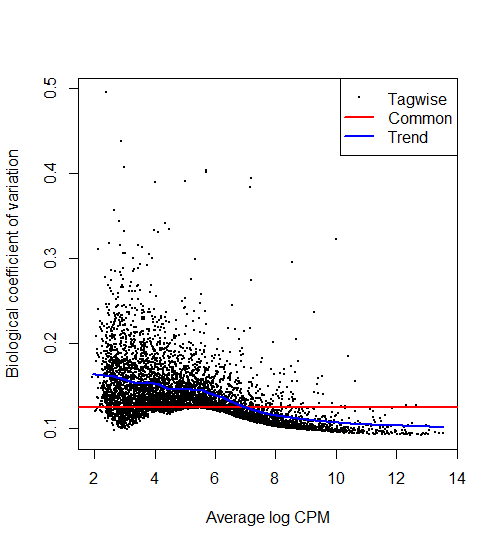 Tagwise
Common
Trend
0.5
0.4
0.3
0.2
0.1
Biological coefficient of variation
2 4 6 8 10 12 14
Average log CPM